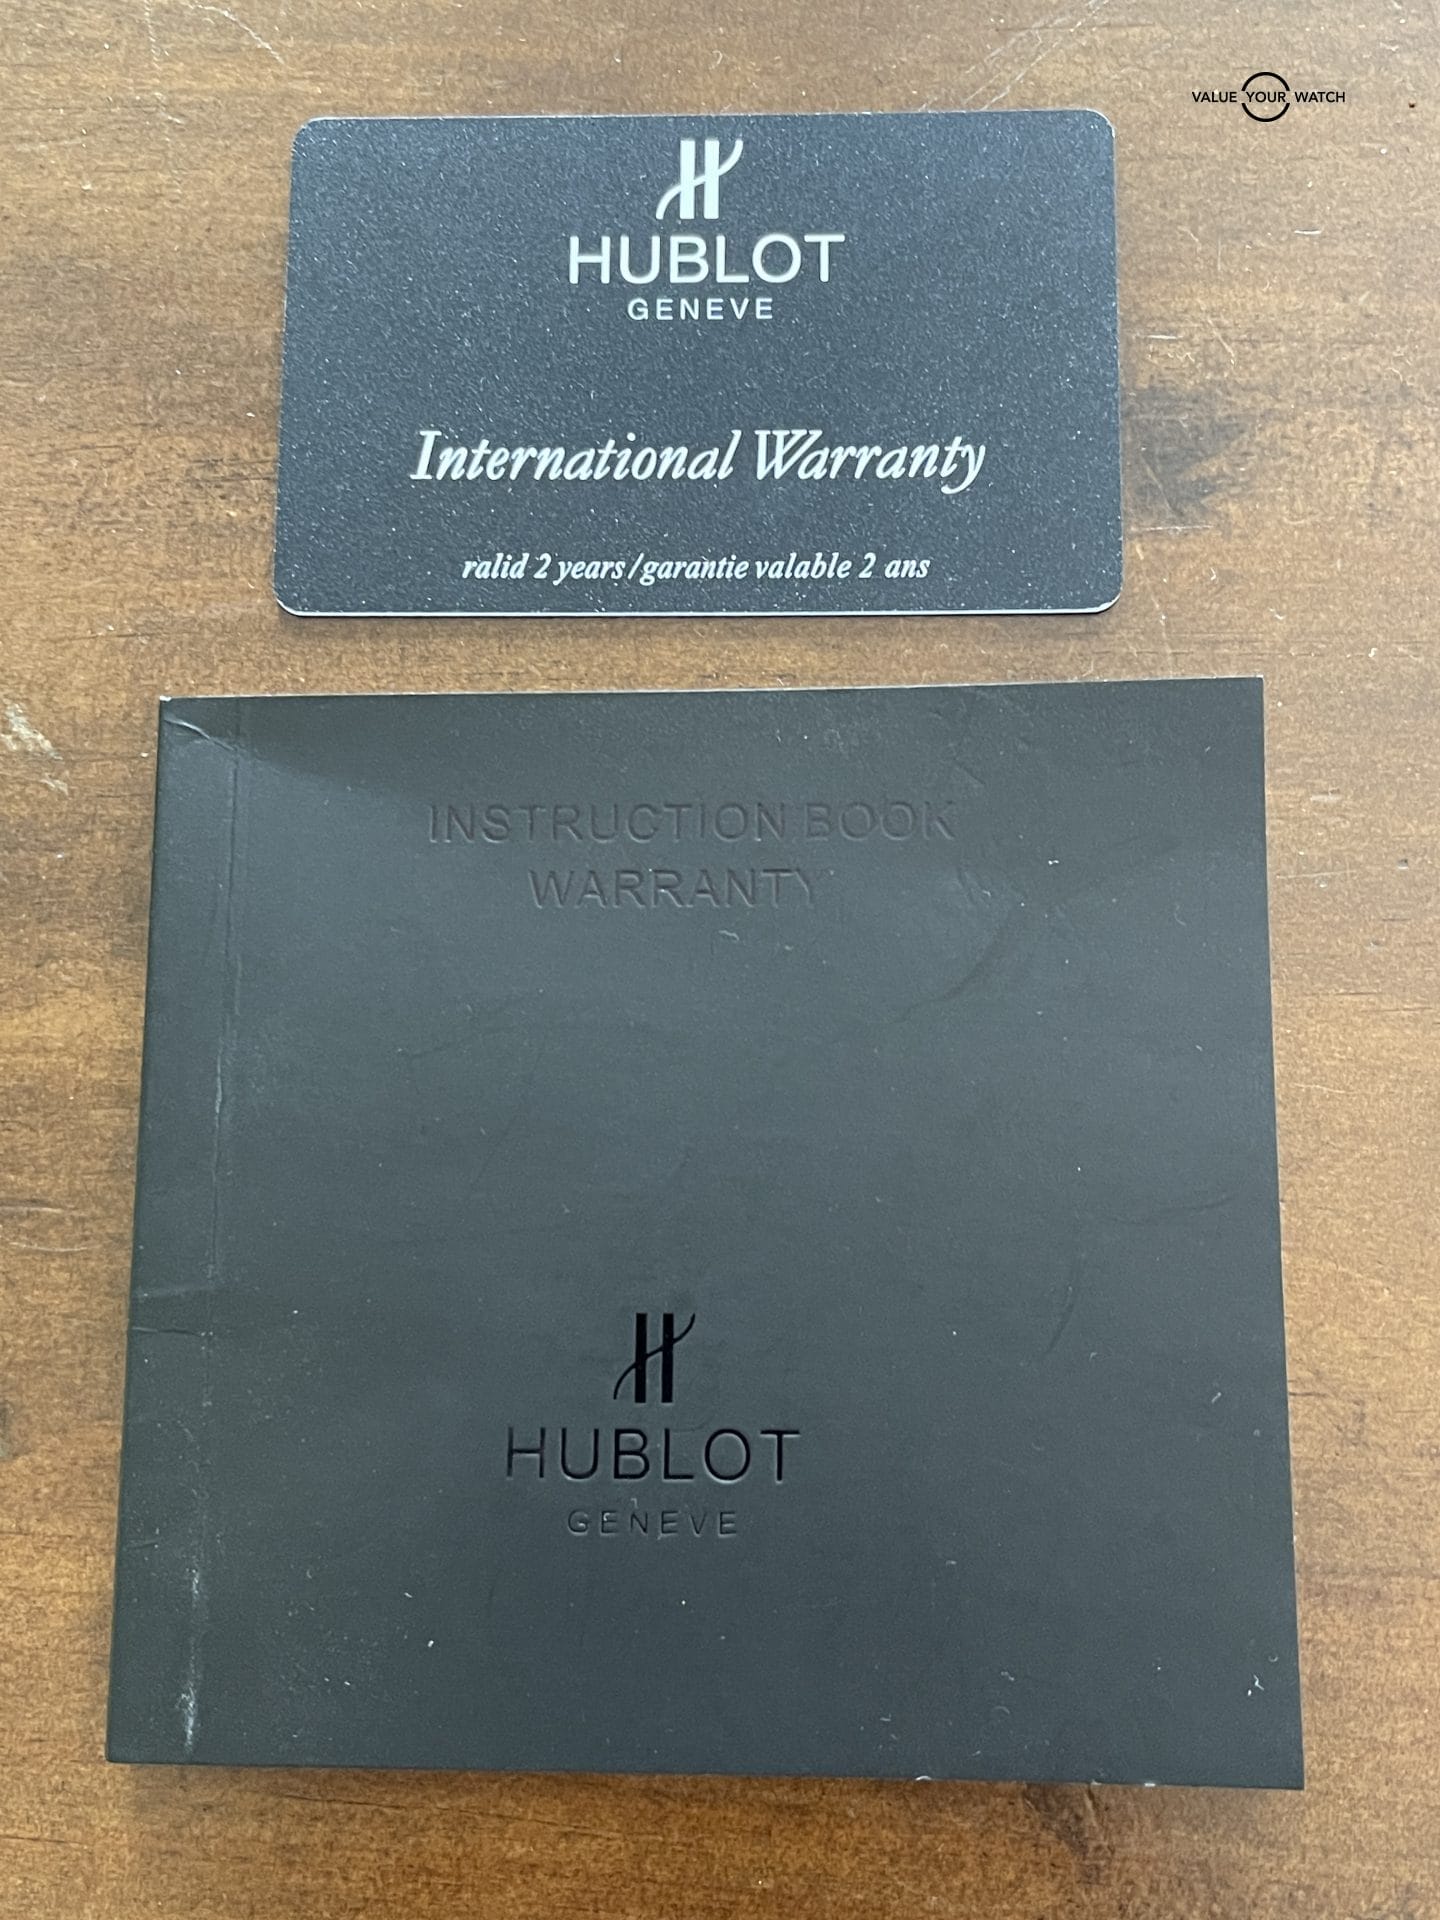 VALUE YOUR WATCH
HUBLOT
GENEVE
International Warranty
ralid 2 years/garantie valable 2 ans
INSTRUCTION BOOK
WARRANTY
HUBLOT
GENEVE